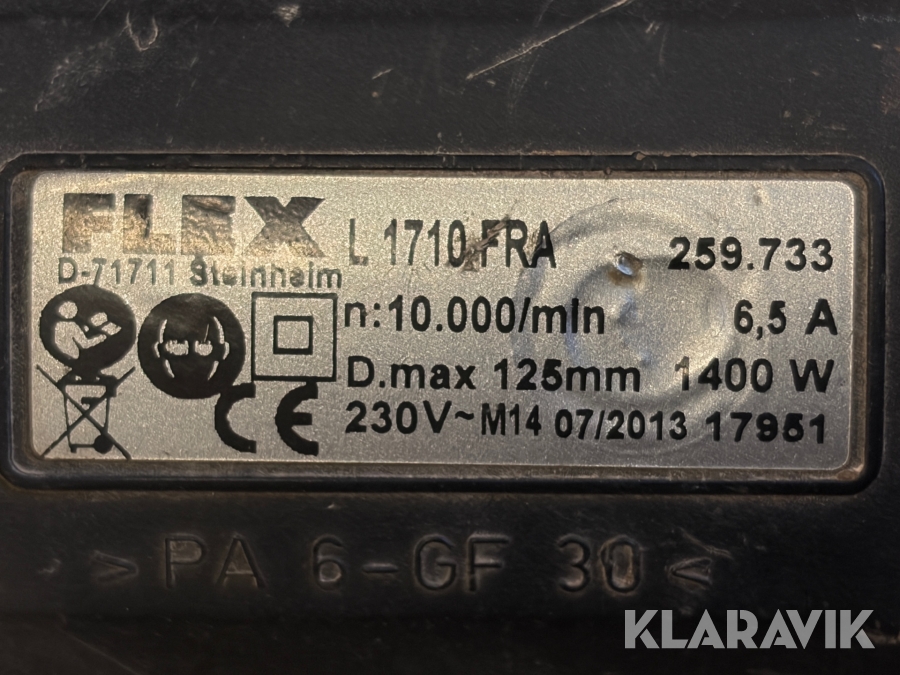 FLEX L 1710 FRA 259.733
D-71711 Steinheim
n:10.000/min 6,5 A
D.max 125mm 1400 W
CE 230V~ M14 07/2013 17951
>PA 6-GF 30<
KLARAVIK